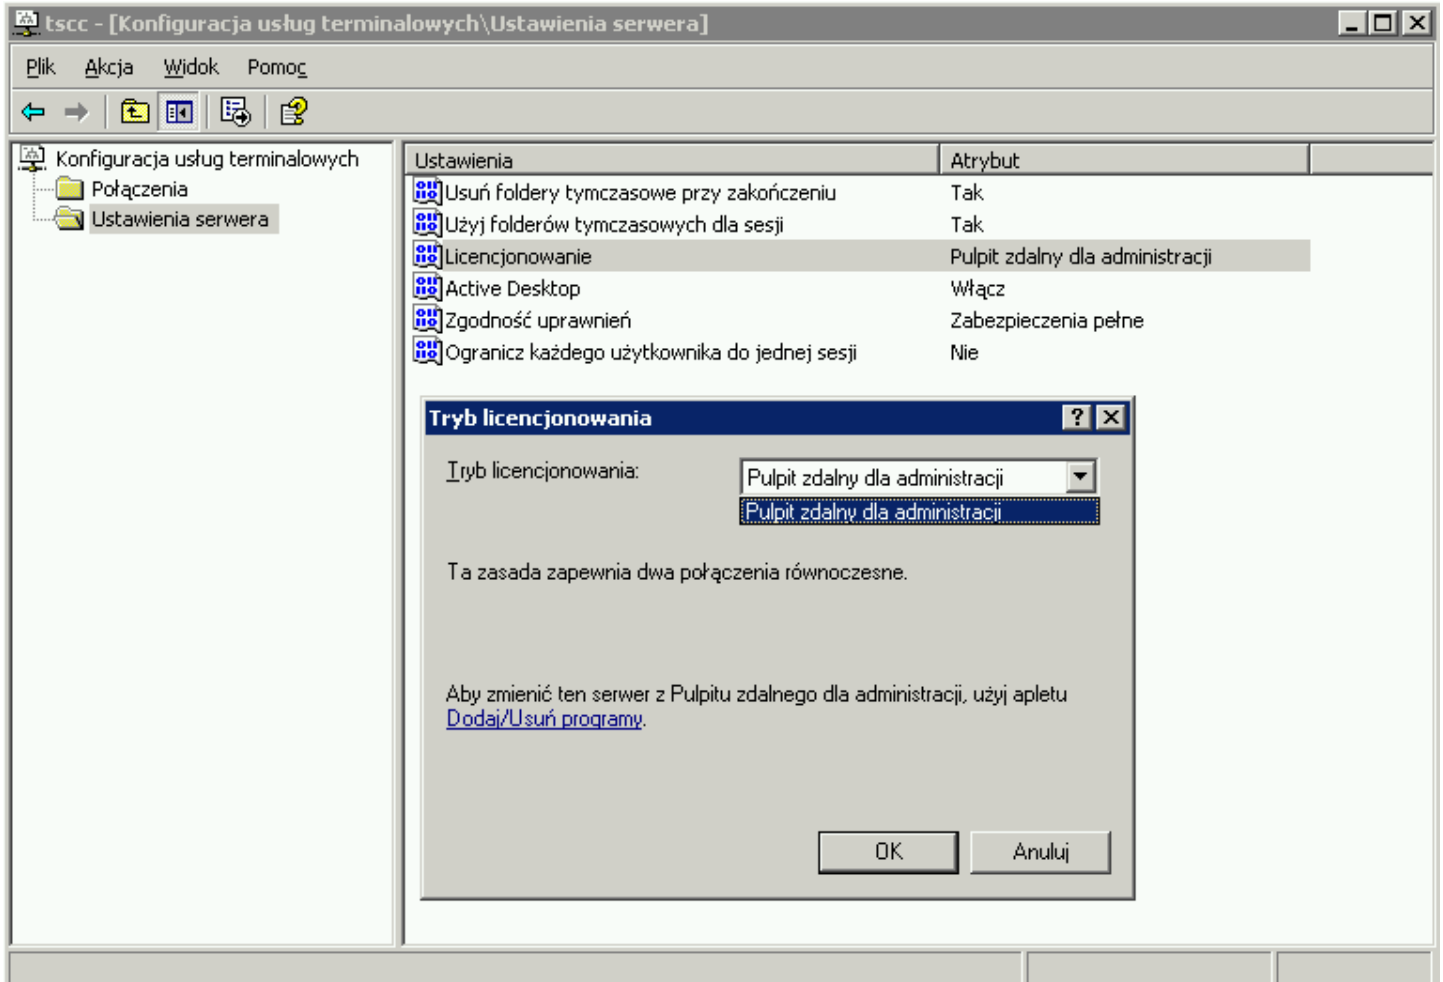 tscc - [Konfiguracja usług terminalowych\Ustawienia serwera]
Plik Akcja Widok Pomoc
Konfiguracja usług terminalowych
Połączenia
Ustawienia serwera
Ustawienia Atrybut
Usuń foldery tymczasowe przy zakończeniu Tak
Użyj folderów tymczasowych dla sesji Tak
Licencjonowanie Pulpit zdalny dla administracji
Active Desktop Włącz
Zgodność uprawnień Zabezpieczenia pełne
Ogranicz każdego użytkownika do jednej sesji Nie
Tryb licencjonowania
Tryb licencjonowania: Pulpit zdalny dla administracji
Pulpit zdalny dla administracji
Ta zasada zapewnia dwa połączenia równoczesne.
Aby zmienić ten serwer z Pulpitu zdalnego dla administracji, użyj apletu
Dodaj/Usuń programy.
OK Anuluj